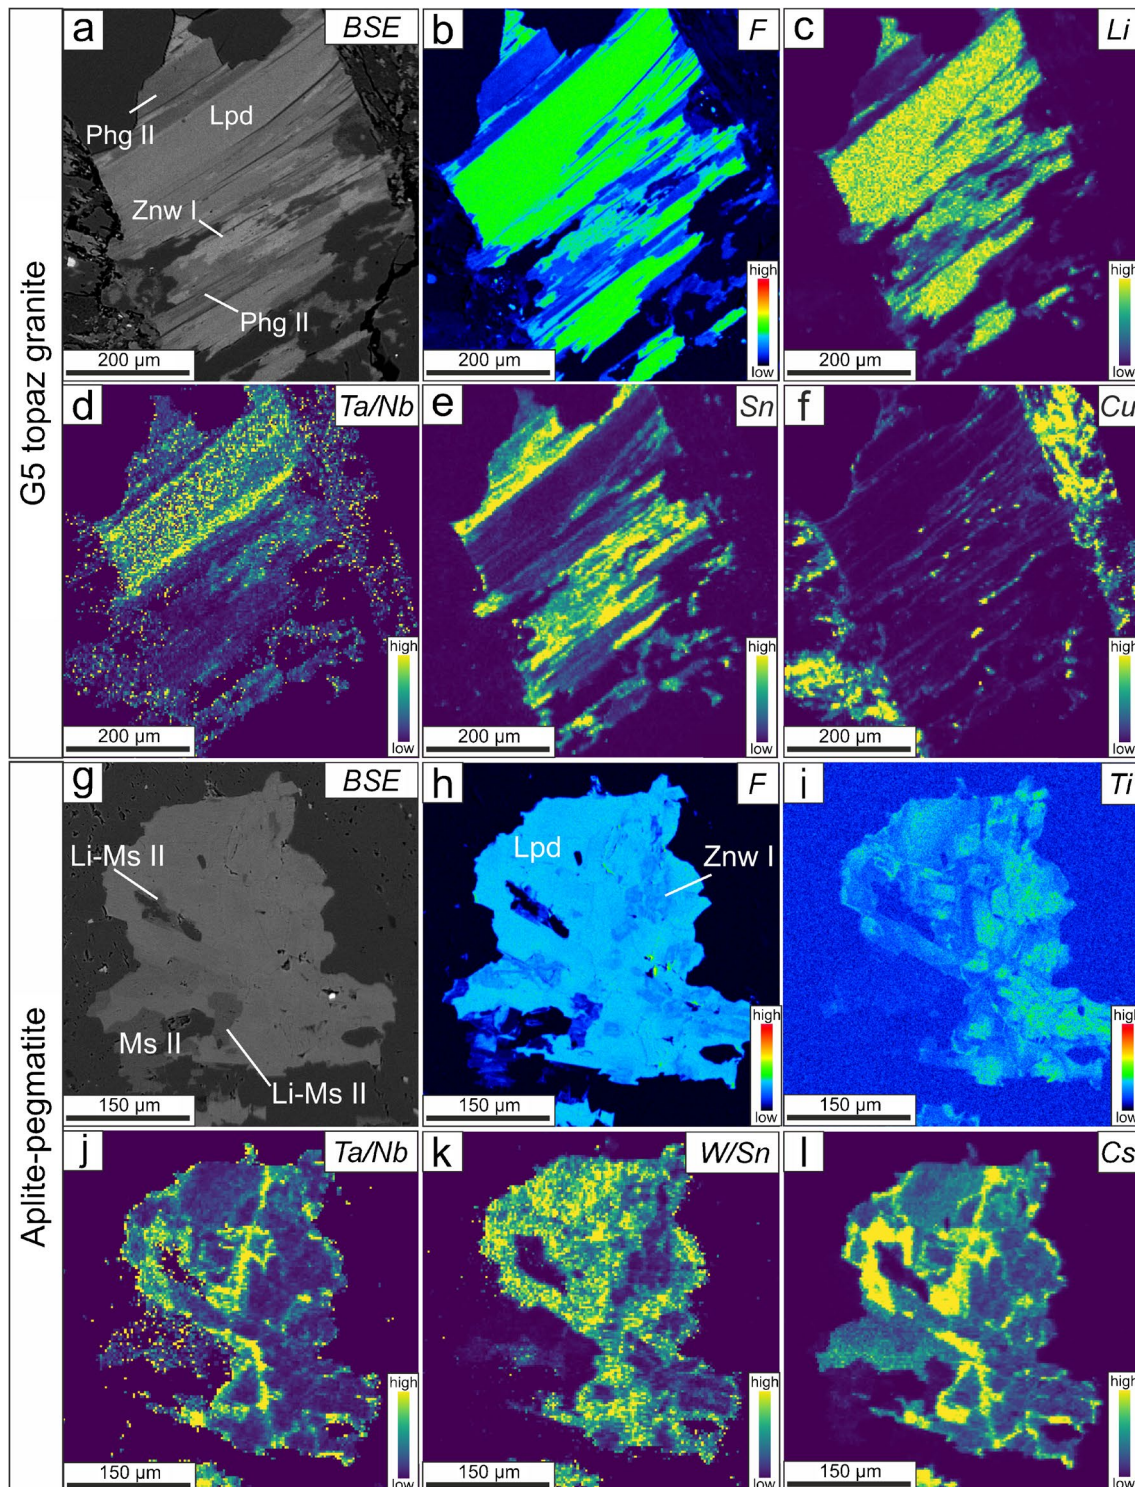 G5 topaz granite
a
BSE
Phg II
Lpd
Znw I
Phg II
200 µm
b
F
high
low
200 µm
c
Li
high
low
200 µm
d
Ta/Nb
high
low
200 µm
e
Sn
high
low
200 µm
f
Cu
high
low
200 µm
Aplite-pegmatite
g
BSE
Li-Ms II
Ms II
Li-Ms II
150 µm
h
F
Lpd
Znw I
high
low
150 µm
i
Ti
high
low
150 µm
j
Ta/Nb
high
low
150 µm
k
W/Sn
high
low
150 µm
l
Cs
high
low
150 µm